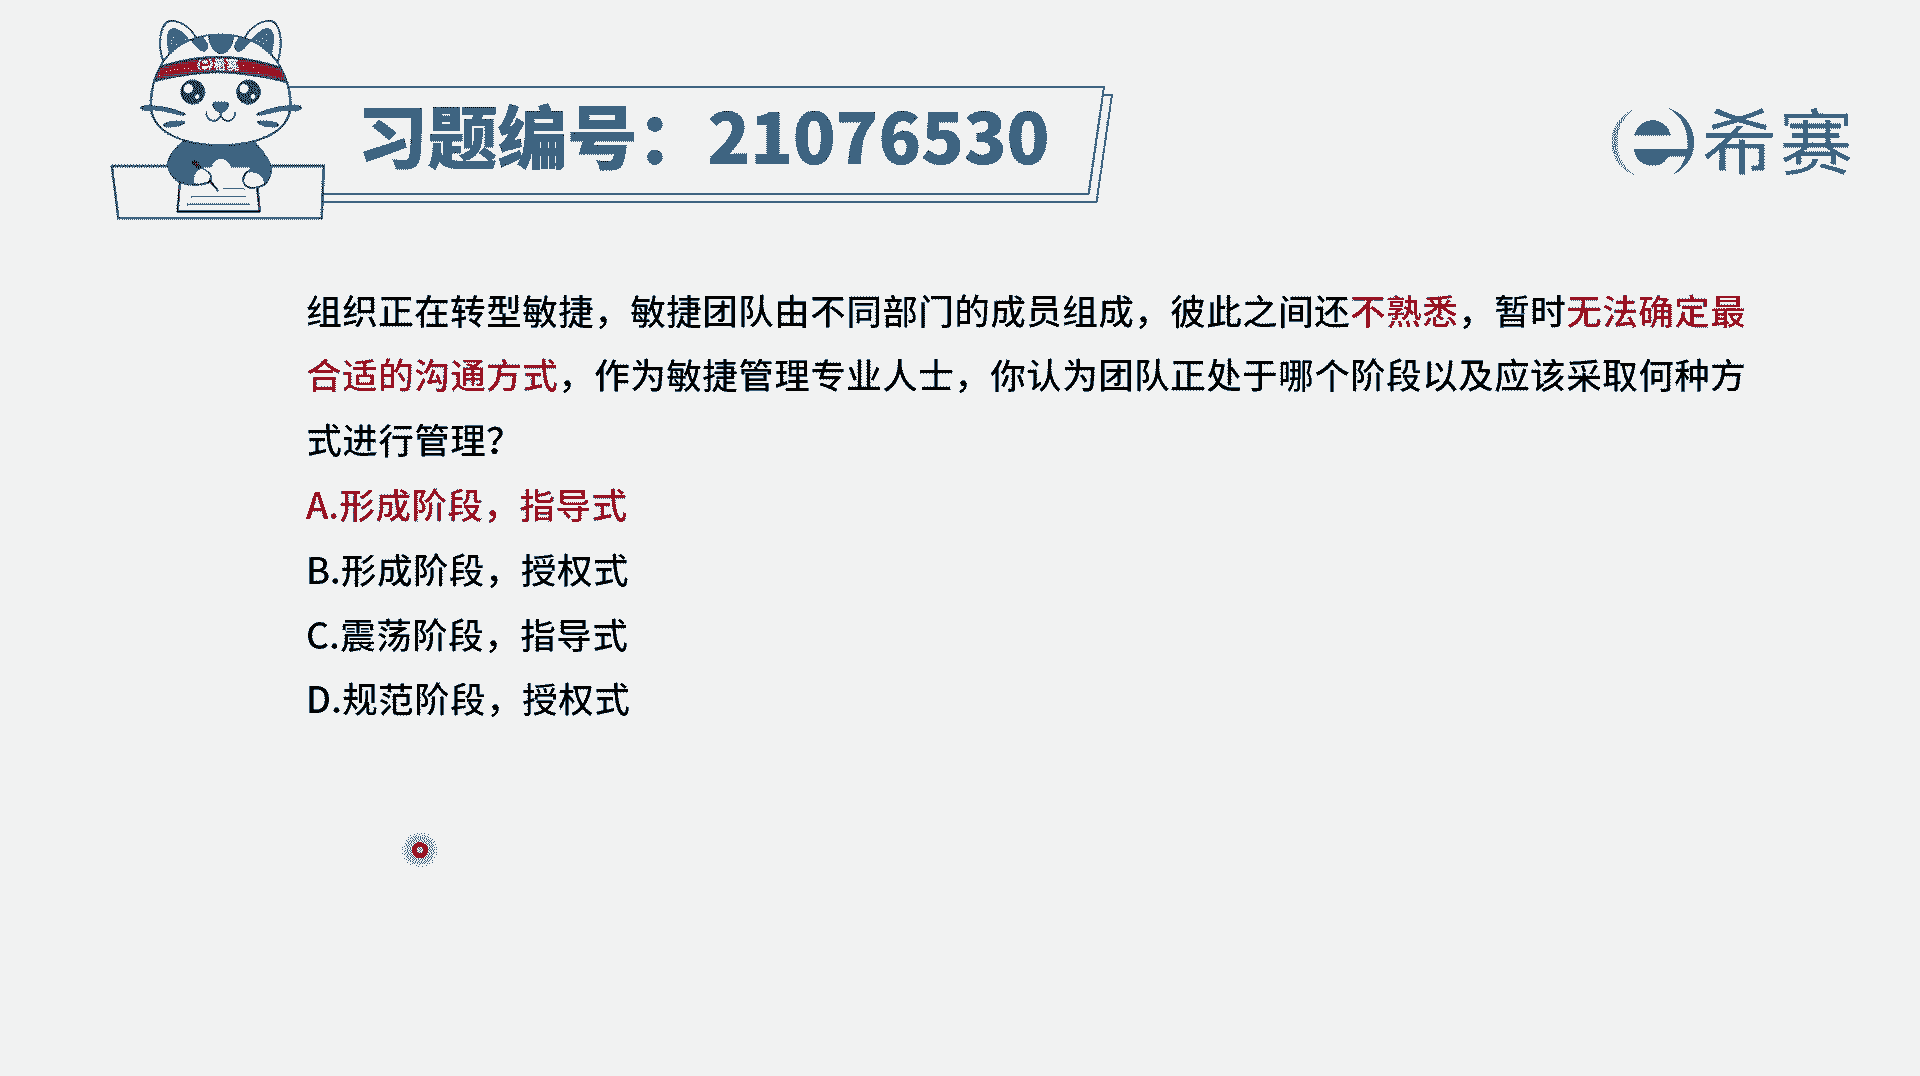 习题编号：21076530
希赛
组织正在转型敏捷，敏捷团队由不同部门的成员组成，彼此之间还不熟悉，暂时无法确定最
合适的沟通方式，作为敏捷管理专业人士，你认为团队正处于哪个阶段以及应该采取何种方
式进行管理？
A.形成阶段，指导式
B.形成阶段，授权式
C.震荡阶段，指导式
D.规范阶段，授权式